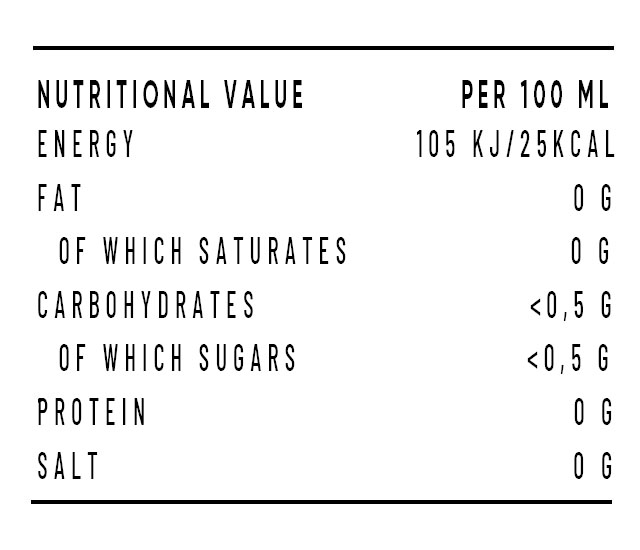 NUTRITIONAL VALUE PER 100 ML
ENERGY 105 KJ/25KCAL
FAT 0 G
OF WHICH SATURATES 0 G
CARBOHYDRATES <0,5 G
OF WHICH SUGARS <0,5 G
PROTEIN 0 G
SALT 0 G